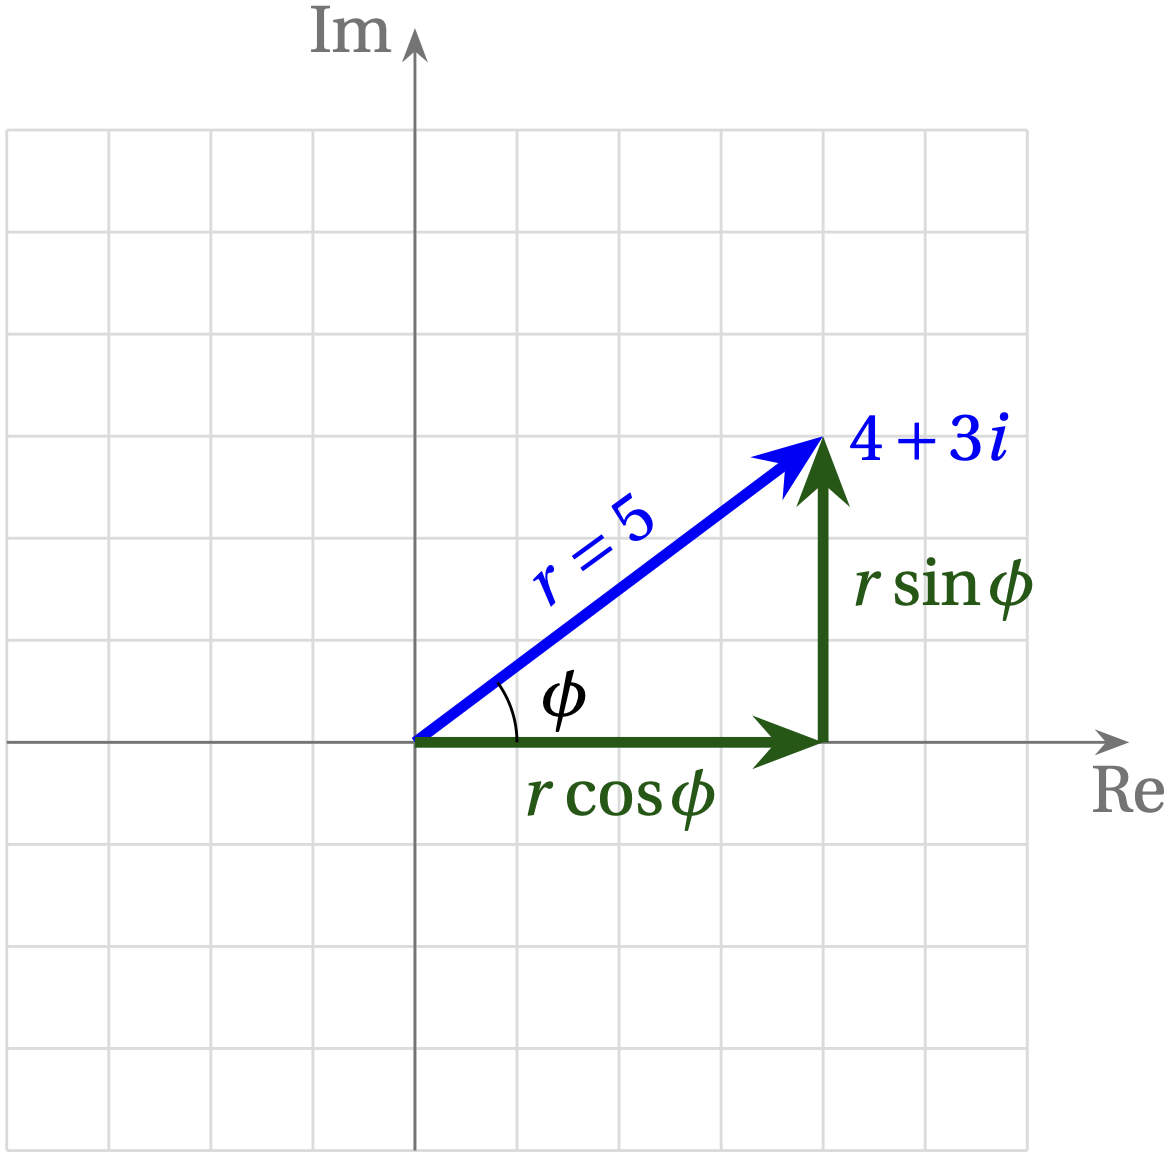 Im
4 + 3i
r = 5
r sin ϕ
ϕ
Re
r cos ϕ